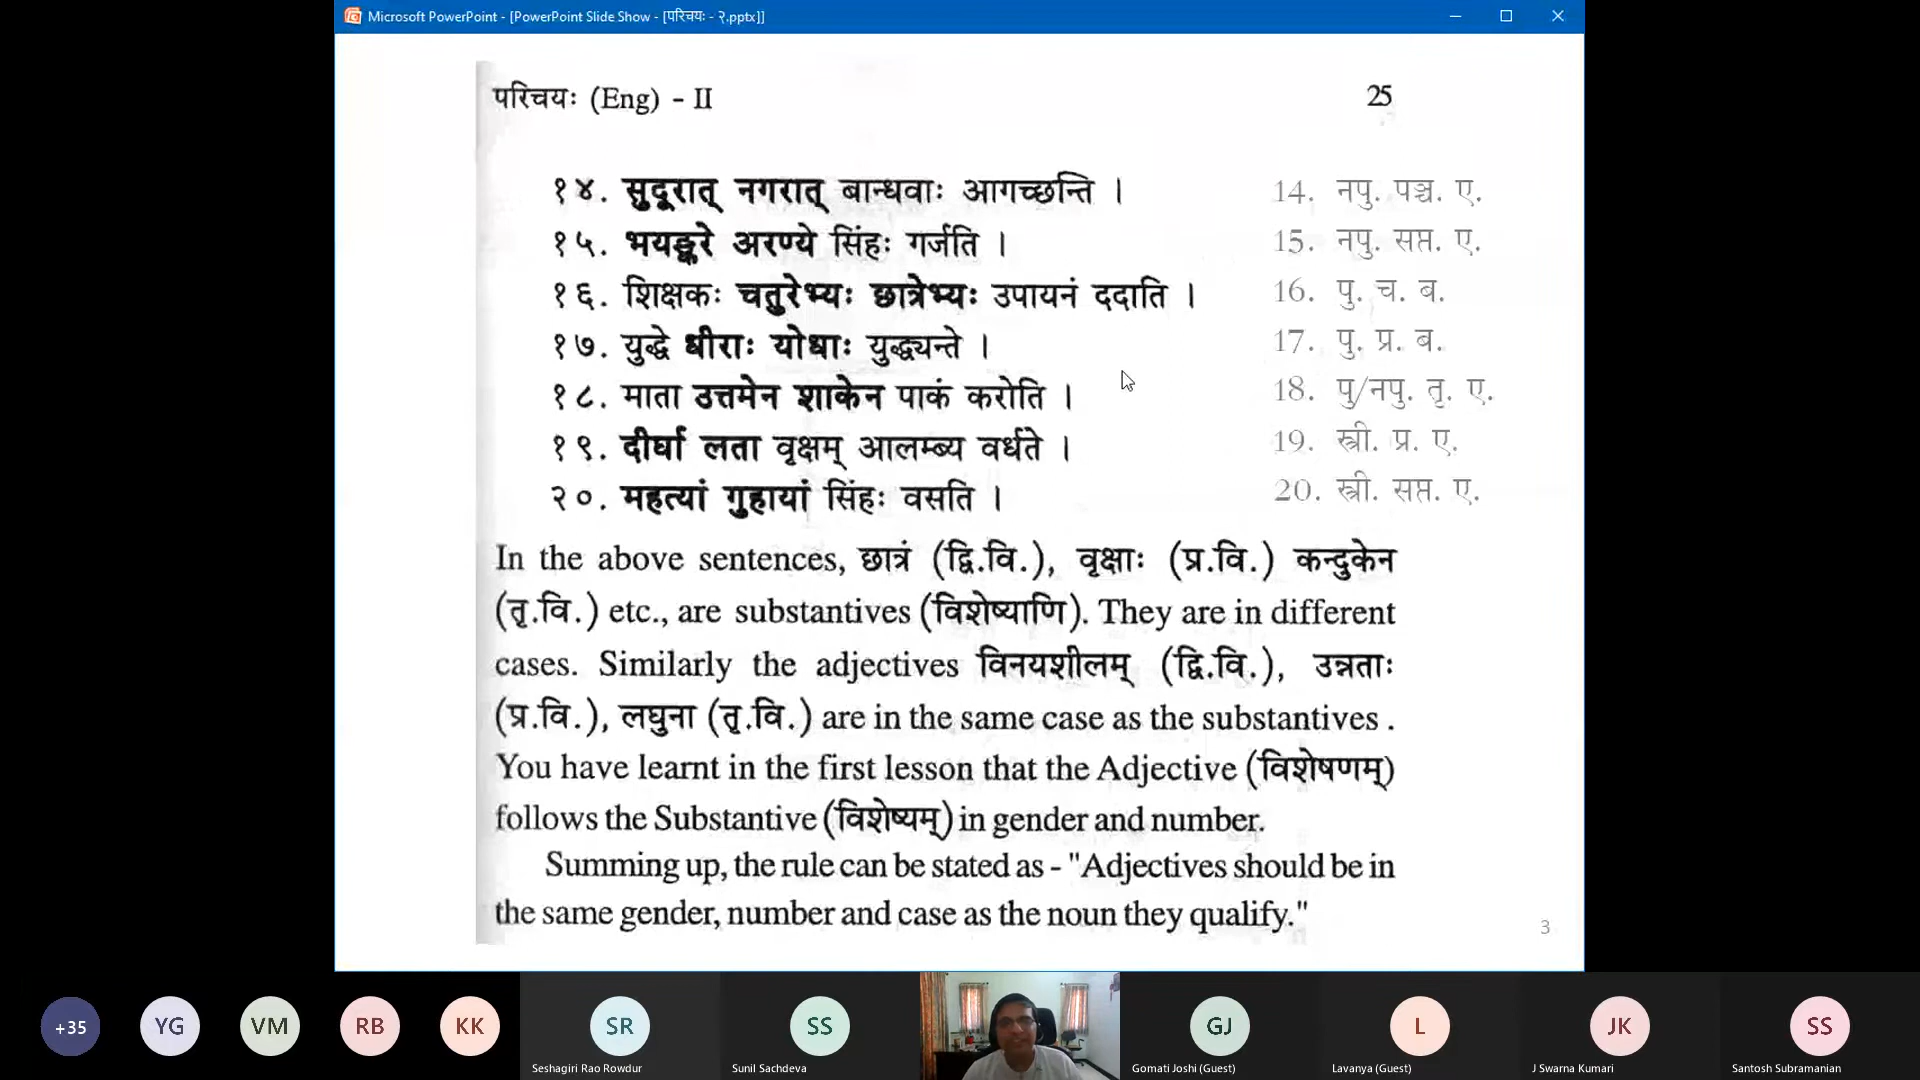 Microsoft PowerPoint - [PowerPoint Slide Show - [परिचयः - २.pptx]]
परिचयः (Eng) - II 25
१४. सुदूरात् नगरात् बान्धवाः आगच्छन्ति । 14. नपु. पञ्च. ए.
१५. भयङ्करे अरण्ये सिंहः गर्जति । 15. नपु. सप्त. ए.
१६. शिक्षकः चतुरेभ्यः छात्रेभ्यः उपायनं ददाति । 16. पु. च. ब.
१७. युद्धे धीराः योधाः युद्ध्यन्ते । 17. पु. प्र. ब.
१८. माता उत्तमेन शाकेन पाकं करोति । 18. पु/नपु. तृ. ए.
१९. दीर्घा लता वृक्षम् आलम्ब्य वर्धते । 19. स्त्री. प्र. ए.
२०. महत्यां गुहायां सिंहः वसति । 20. स्त्री. सप्त. ए.
In the above sentences, छात्रं (द्वि.वि.), वृक्षाः (प्र.वि.) कन्दुकेन
(तृ.वि.) etc., are substantives (विशेष्याणि). They are in different
cases. Similarly the adjectives विनयशीलम् (द्वि.वि.), उन्नताः
(प्र.वि.), लघुना (तृ.वि.) are in the same case as the substantives .
You have learnt in the first lesson that the Adjective (विशेषणम्)
follows the Substantive (विशेष्यम्) in gender and number.
Summing up, the rule can be stated as - "Adjectives should be in
the same gender, number and case as the noun they qualify."
3
+35 YG VM RB KK SR SS GJ L JK SS
Seshagiri Rao Rowdur Sunil Sachdeva Gomati Joshi (Guest) Lavanya (Guest) J Swarna Kumari Santosh Subramanian